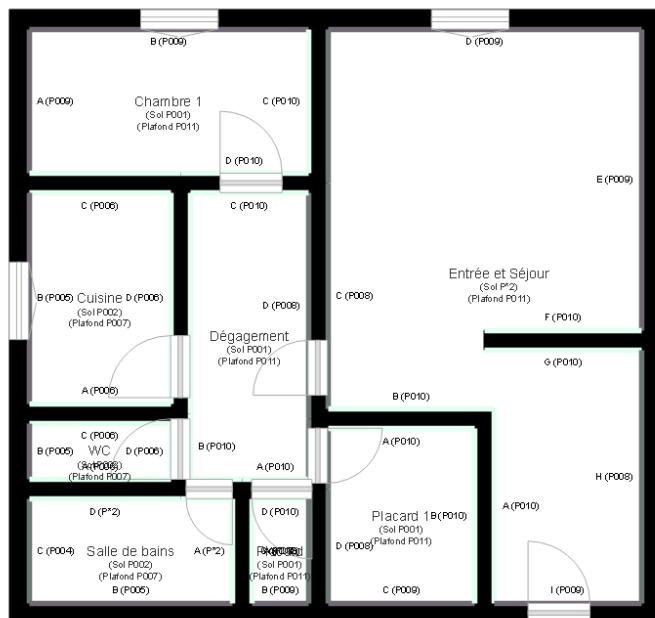 B (P009)
D (P009)
A (P009)
Chambre 1
(Sol P001)
(Plafond P011)
C (P010)
D (P010)
E (P009)
C (P006)
C (P010)
B (P005)
Cuisine
(Sol P002)
(Plafond P007)
D (P006)
D (P008)
C (P008)
Entrée et Séjour
(Sol P*2)
(Plafond P011)
F (P010)
Dégagement
(Sol P001)
(Plafond P011)
G (P010)
A (P006)
B (P010)
C (P006)
B (P005)
WC
D (P006)
(Plafond P007)
B (P010)
A (P010)
A (P010)
H (P008)
D (P*2)
D (P010)
A (P010)
C (P004)
Salle de bains
(Sol P002)
(Plafond P007)
A (P*2)
(Sol P001)
(Plafond P011)
D (P008)
Placard 1
(Sol P001)
(Plafond P011)
B (P010)
B (P005)
B (P009)
C (P009)
I (P009)